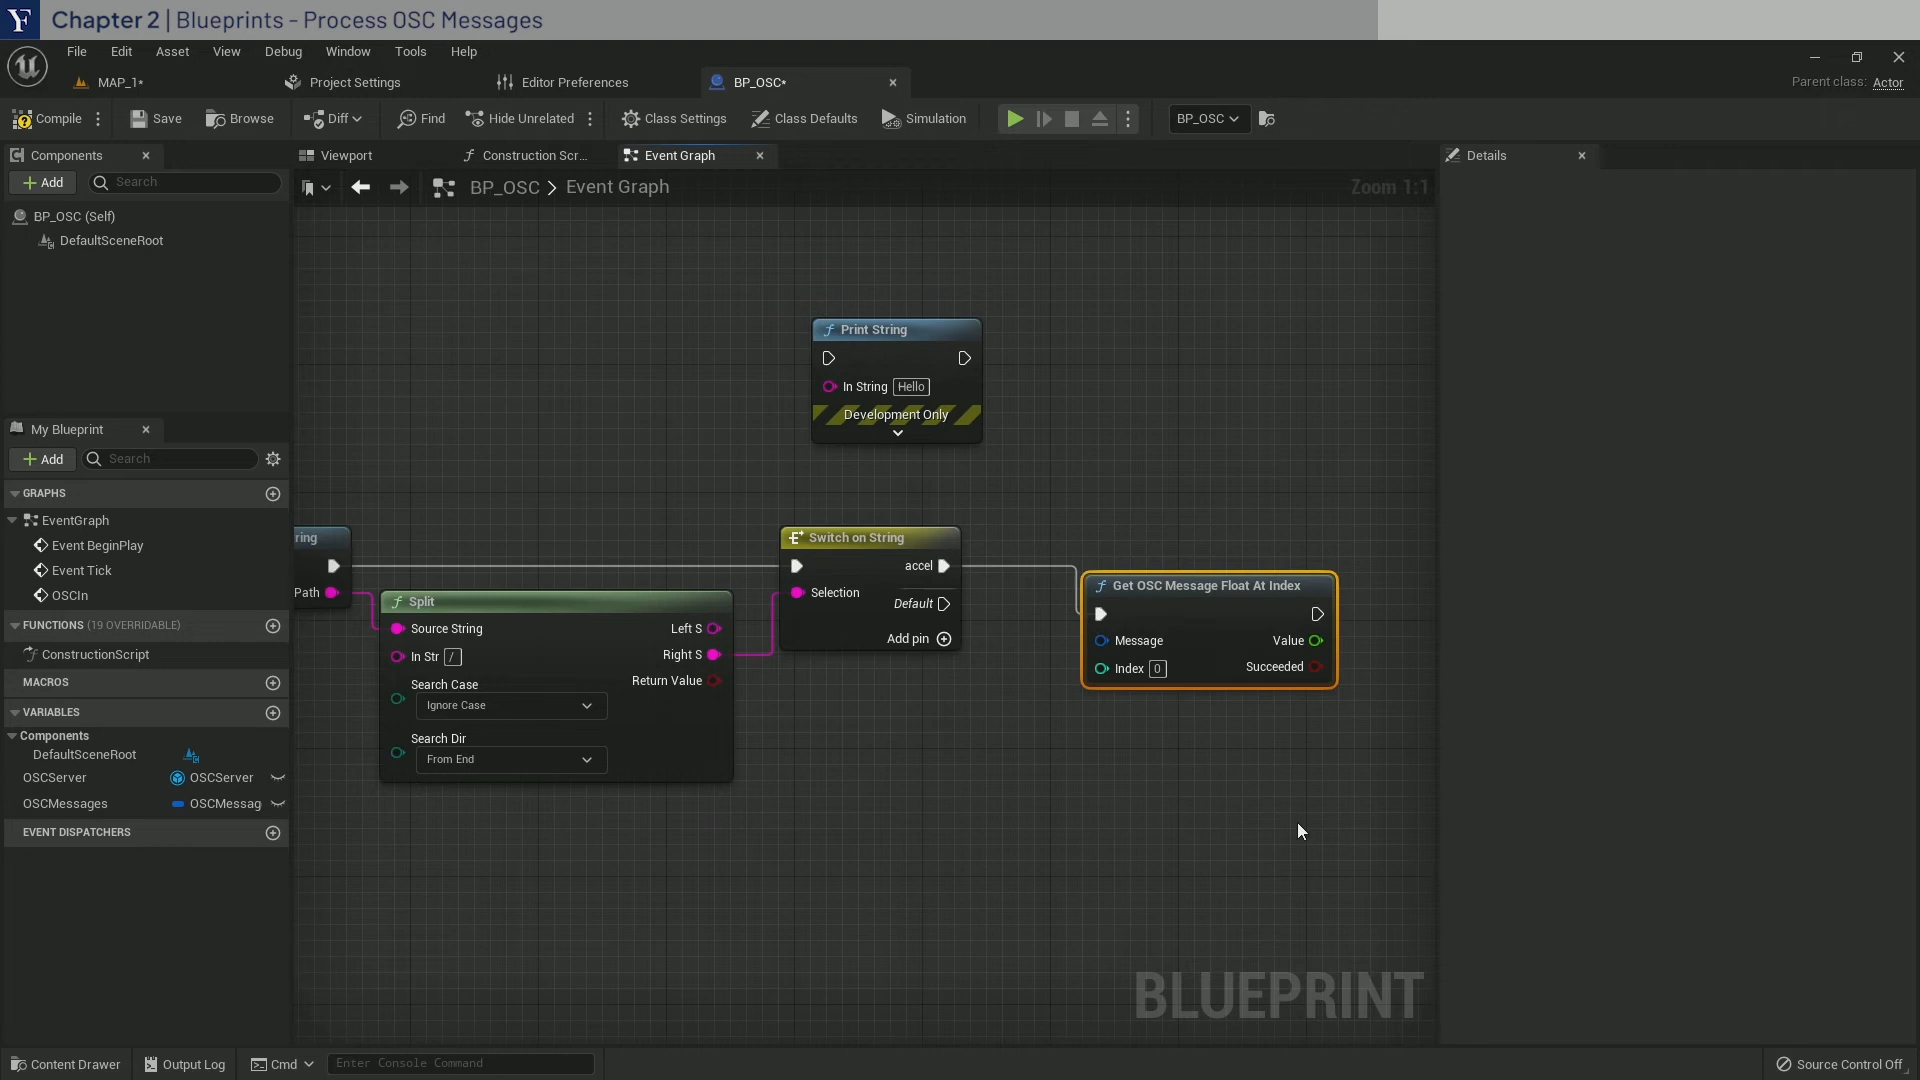 Chapter 2 | Blueprints - Process OSC Messages
File Edit Asset View Debug Window Tools Help
MAP_1* Project Settings Editor Preferences BP_OSC* Parent class: Actor
Compile Save Browse Diff Find Hide Unrelated Class Settings Class Defaults Simulation BP_OSC
Components Viewport Construction Scr... Event Graph Details
Add Search BP_OSC > Event Graph Zoom 1:1
BP_OSC (Self)
DefaultSceneRoot
Print String
In String Hello
Development Only
My Blueprint
Add Search
GRAPHS
EventGraph
Event BeginPlay
Event Tick
OSCIn
FUNCTIONS (19 OVERRIDABLE)
ConstructionScript
MACROS
VARIABLES
Components
DefaultSceneRoot
OSCServer OSCServer
OSCMessages OSCMessag
EVENT DISPATCHERS
ring
Path
Split
Source String Left S
In Str / Right S
Search Case Return Value
Ignore Case
Search Dir
From End
Switch on String
accel
Selection Default
Add pin
Get OSC Message Float At Index
Message Value
Index 0 Succeeded
BLUEPRINT
Content Drawer Output Log Cmd Enter Console Command Source Control Off